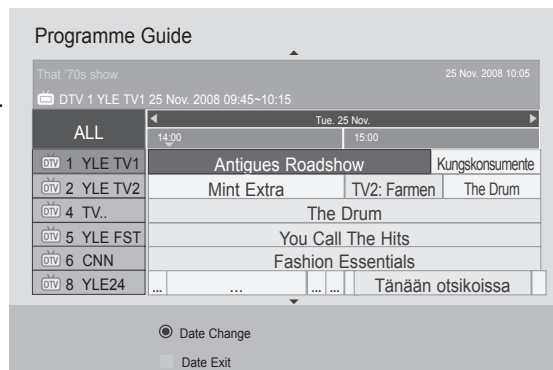 Programme Guide
That '70s show 25 Nov. 2008 10:05
DTV 1 YLE TV1 25 Nov. 2008 09:45~10:15
ALL Tue. 25 Nov.
14:00 15:00
DTV 1 YLE TV1 Antigues Roadshow Kungskonsumente
DTV 2 YLE TV2 Mint Extra TV2: Farmen The Drum
DTV 4 TV.. The Drum
DTV 5 YLE FST You Call The Hits
DTV 6 CNN Fashion Essentials
DTV 8 YLE24 ... ... ... ... Tänään otsikoissa
Date Change
Date Exit